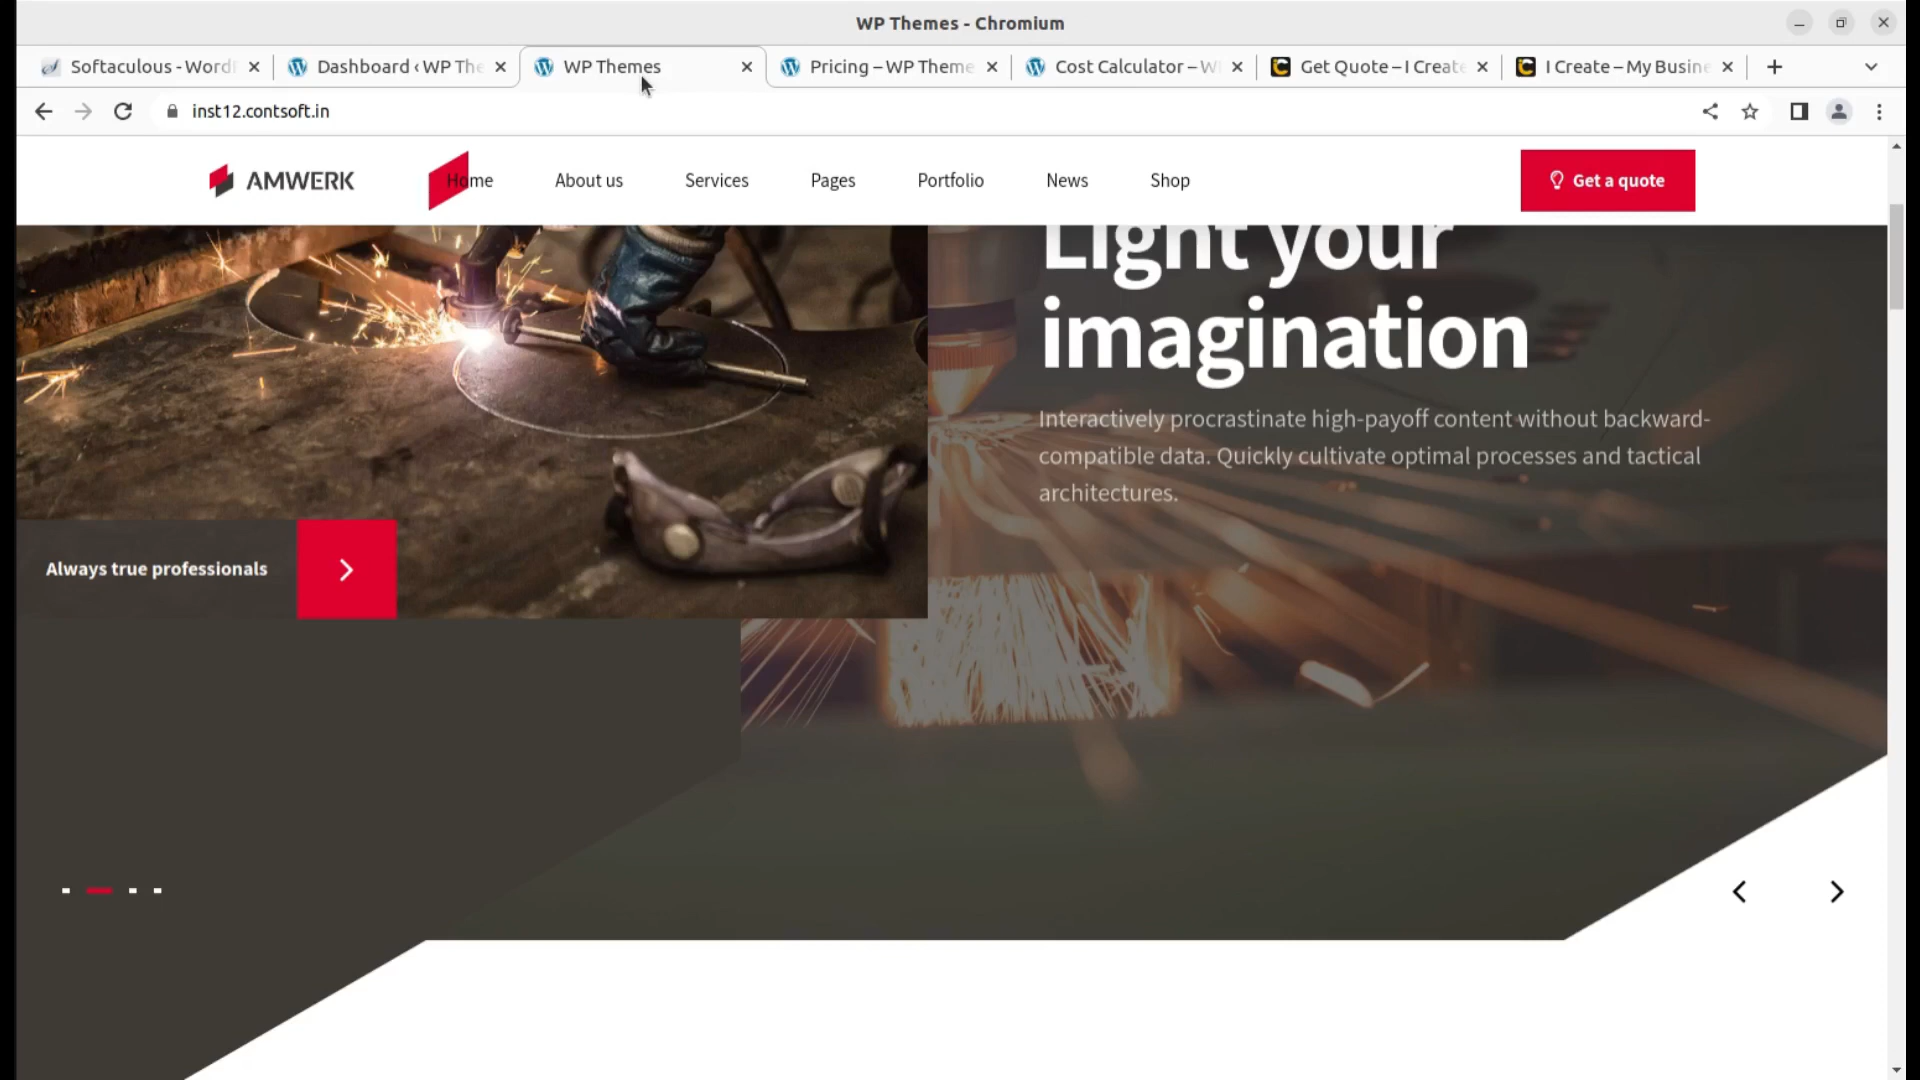 WP Themes - Chromium
Softaculous - Word
Dashboard ‹ WP The
WP Themes
Pricing – WP Theme
Cost Calculator – W
Get Quote – I Create
I Create – My Busine
inst12.contsoft.in
AMWERK
Home
About us
Services
Pages
Portfolio
News
Shop
Get a quote
Light your
imagination
Interactively procrastinate high-payoff content without backward-
compatible data. Quickly cultivate optimal processes and tactical
architectures.
Always true professionals